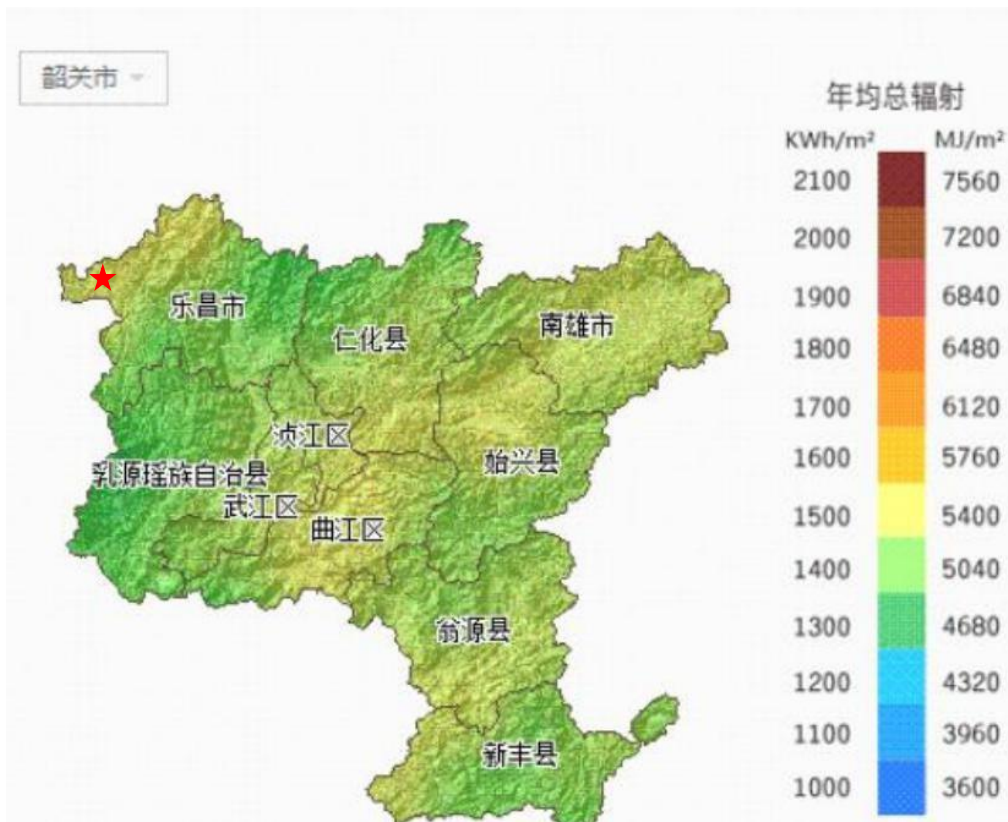 韶关市
年均总辐射
KWh/m² MJ/m²
2100 7560
2000 7200
1900 6840
1800 6480
1700 6120
1600 5760
1500 5400
1400 5040
1300 4680
1200 4320
1100 3960
1000 3600
乐昌市
仁化县
南雄市
浈江区
始兴县
乳源瑶族自治县
武江区
曲江区
翁源县
新丰县